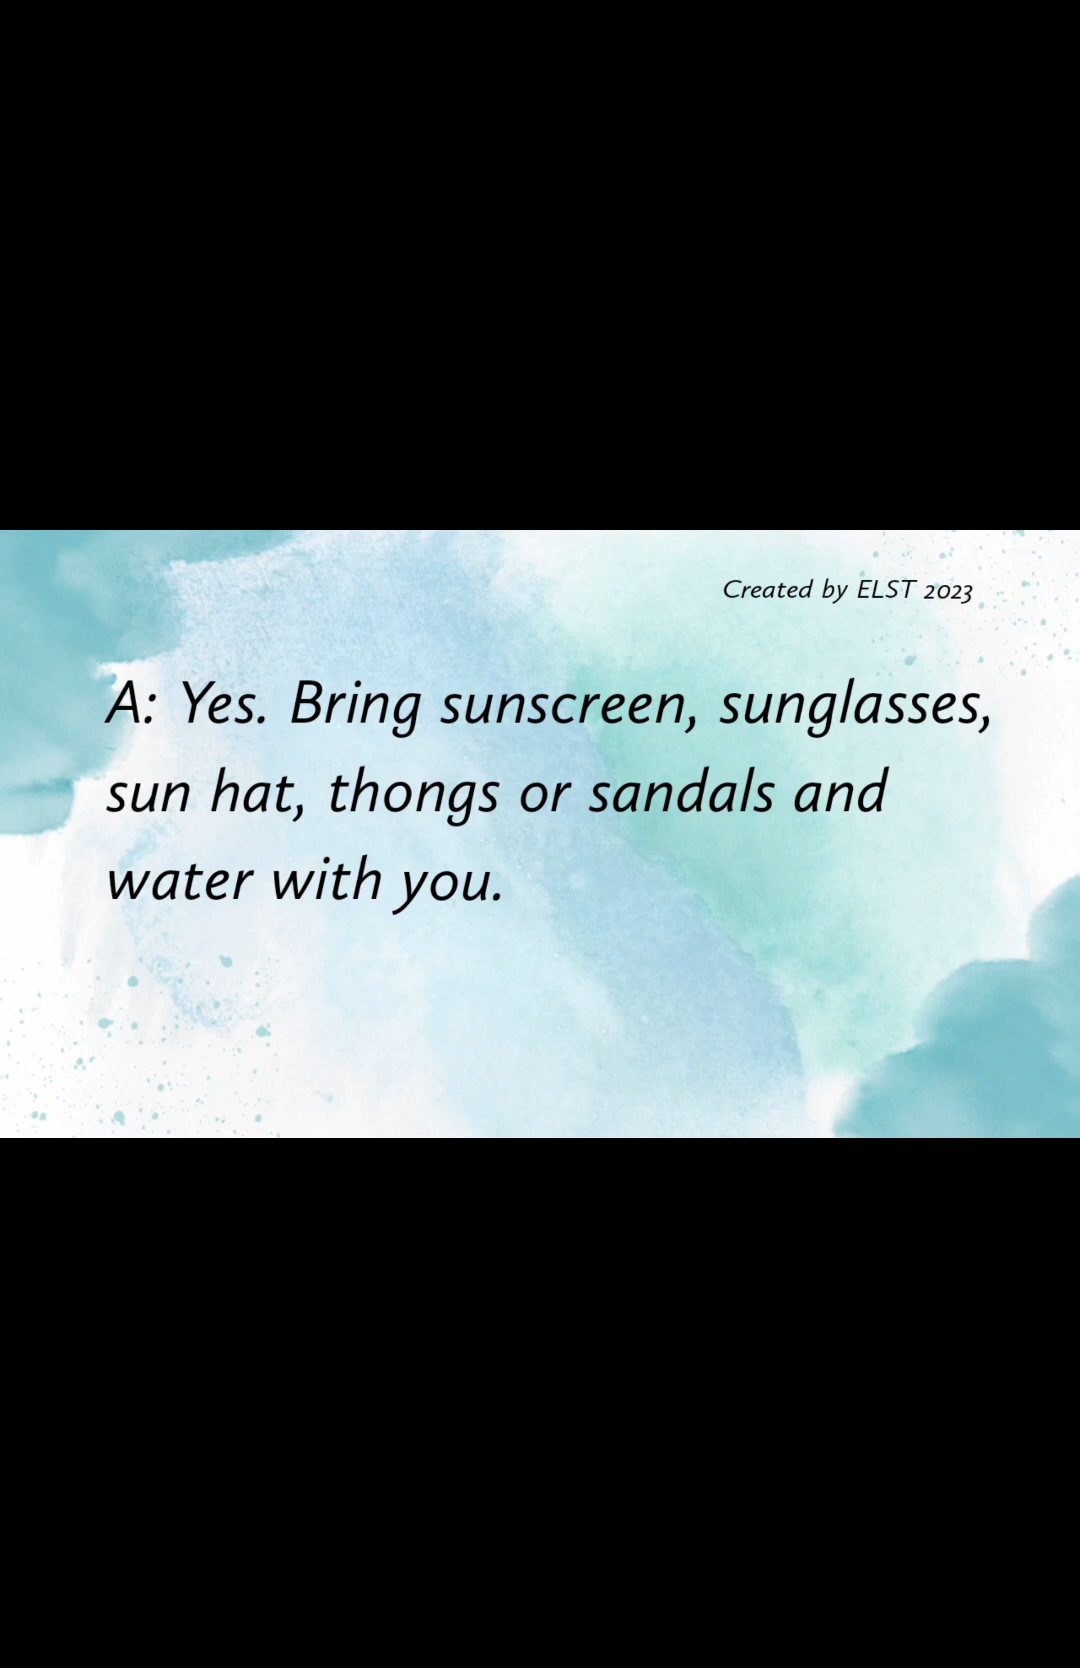 Created by ELST 2023
A: Yes. Bring sunscreen, sunglasses,
sun hat, thongs or sandals and
water with you.